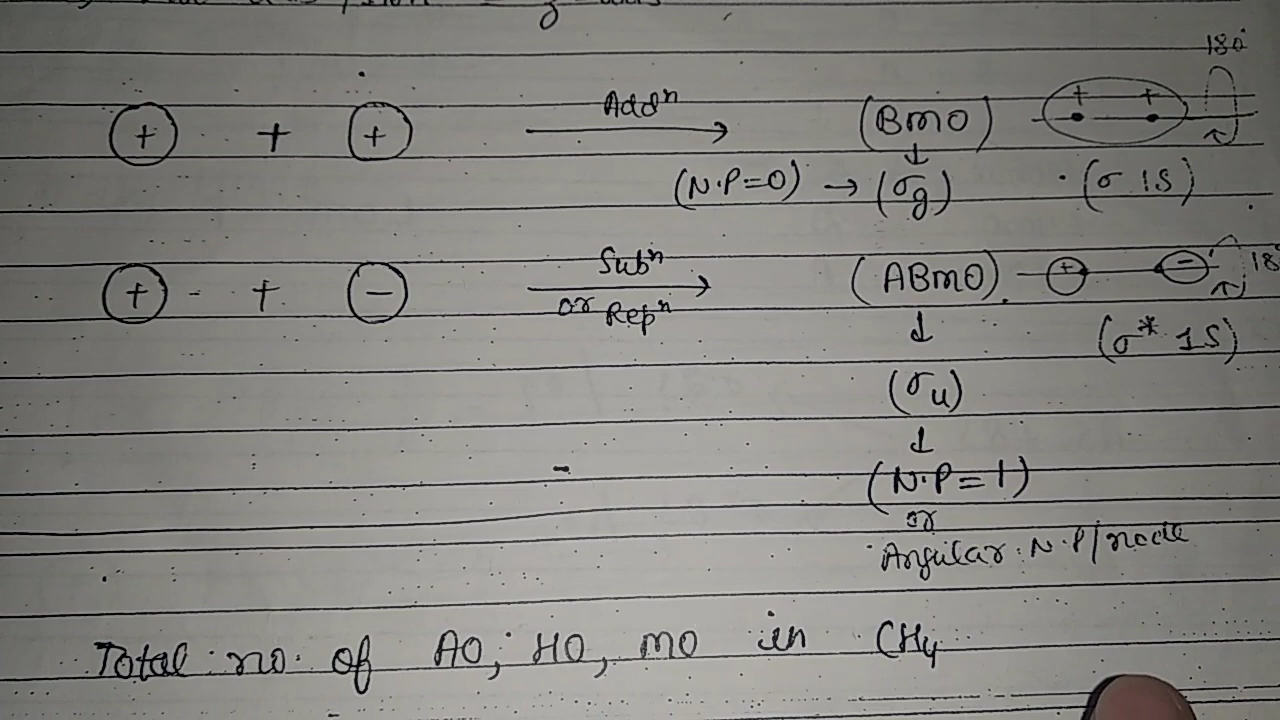 180°
(+) + (+) Addⁿ → (BMO) + +
(N.P=0) → (σg) (σ 1S)
(+) + (−) Subⁿ or Repⁿ → (ABMO) (+) (−) 18
↓ (σ* 1S)
(σu)
↓
(N.P=1)
or
Angular N.P/node
Total no. of AO, HO, MO in CH4